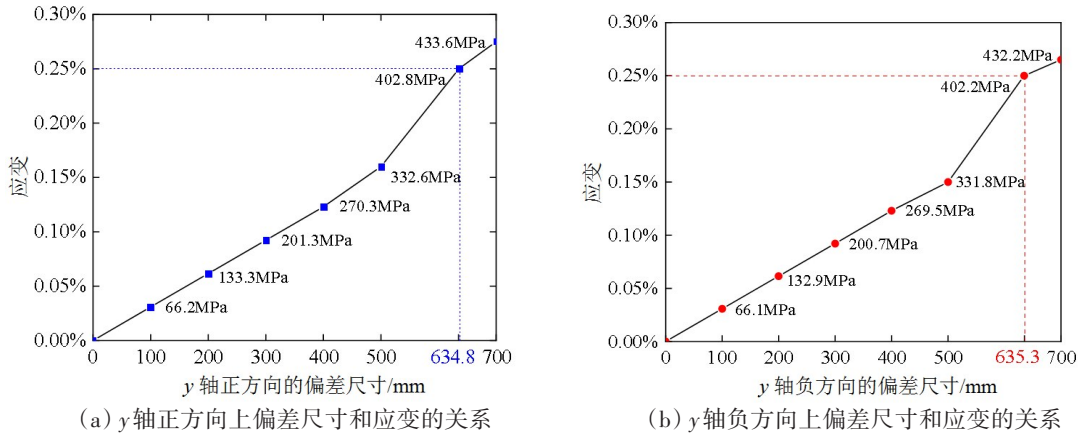 0.30%
0.25%
0.20%
0.15%
0.10%
0.05%
0.00%
应变
433.6MPa
402.8MPa
332.6MPa
270.3MPa
201.3MPa
133.3MPa
66.2MPa
0 100 200 300 400 500 634.8 700
y 轴正方向的偏差尺寸/mm
(a) y轴正方向上偏差尺寸和应变的关系
0.30%
0.25%
0.20%
0.15%
0.10%
0.05%
0.00%
应变
432.2MPa
402.2MPa
331.8MPa
269.5MPa
200.7MPa
132.9MPa
66.1MPa
0 100 200 300 400 500 635.3 700
y 轴负方向的偏差尺寸/mm
(b) y轴负方向上偏差尺寸和应变的关系